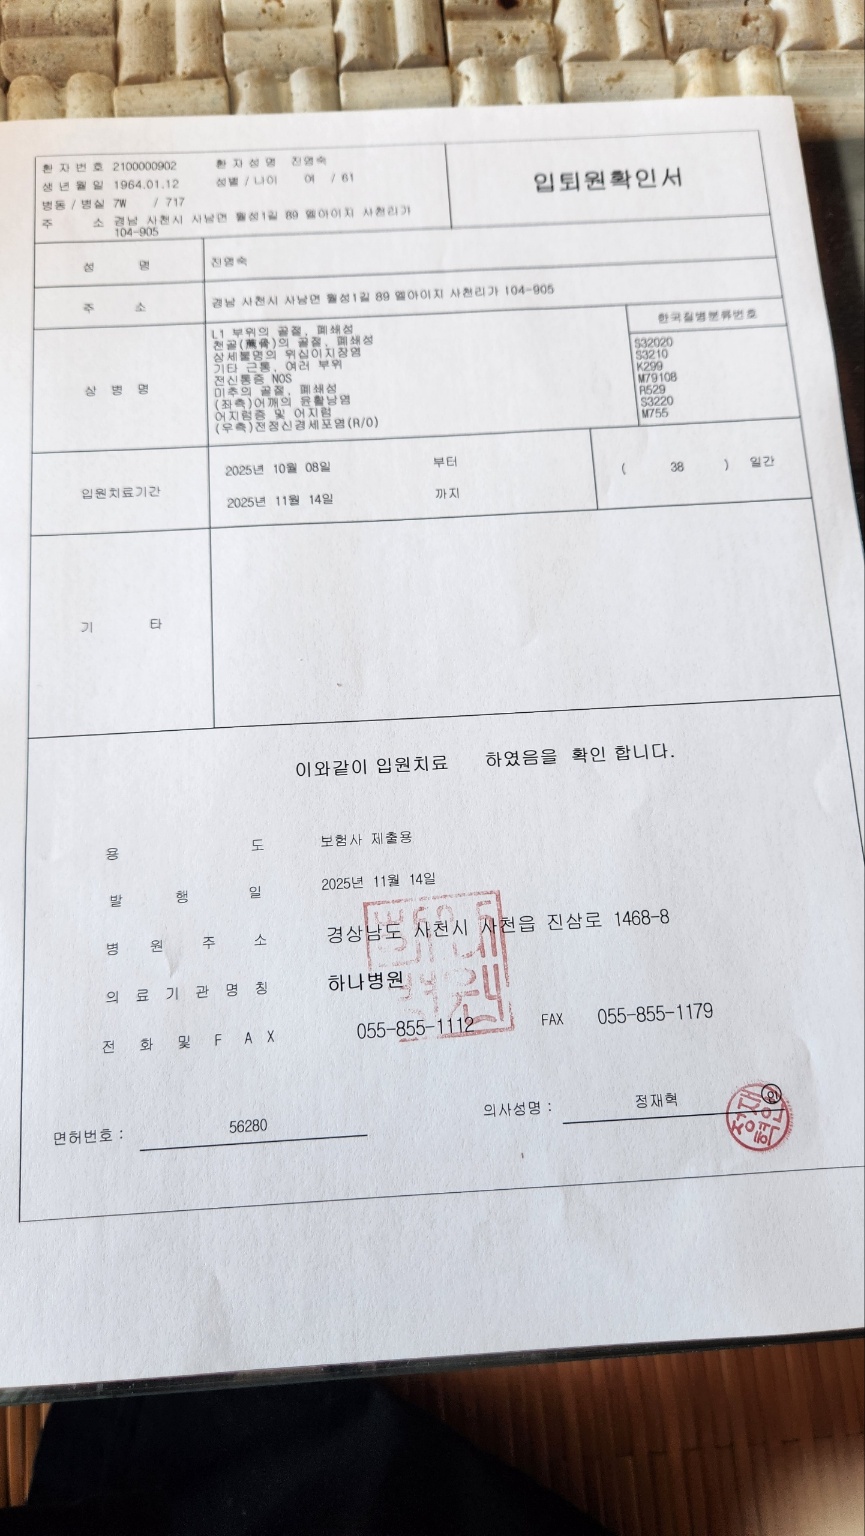 환 자 번 호 2100000902 환 자 성 명 진영숙
생 년 월 일 1964.01.12 성별 / 나이 여 / 61
병동 / 병실 7W / 717
주 소 경남 사천시 사남면 월성1길 89 엘아이지 사천리가
104-905
입퇴원확인서
성 명 진영숙
주 소 경남 사천시 사남면 월성1길 89 엘아이지 사천리가 104-905
한국질병분류번호
상 병 명
L1 부위의 골절, 폐쇄성 S32020
천골(薦骨)의 골절, 폐쇄성 S3210
상세불명의 위십이지장염 K299
기타 근통, 여러 부위 M79108
전신통증 NOS R529
미추의 골절, 폐쇄성 S3220
(좌측)어깨의 윤활낭염 M755
어지럼증 및 어지럼
(우측)전정신경세포염(R/O)
입원치료기간
2025년 10월 08일 부터
2025년 11월 14일 까지
( 38 ) 일간
기 타
이와같이 입원치료 하였음을 확인 합니다.
용 도 보험사 제출용
발 행 일 2025년 11월 14일
병 원 주 소 경상남도 사천시 사천읍 진삼로 1468-8
의 료 기 관 명 칭 하나병원
전 화 및 F A X 055-855-1112 FAX 055-855-1179
면허번호 : 56280 의사성명 : 정재혁 인